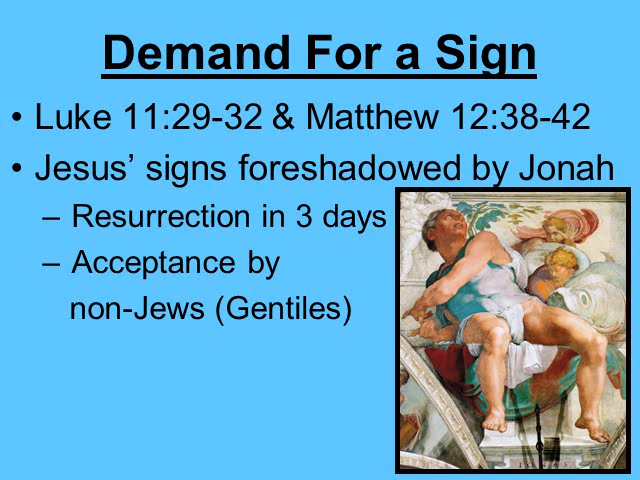 Demand For a Sign
• Luke 11:29-32 & Matthew 12:38-42
• Jesus’ signs foreshadowed by Jonah
– Resurrection in 3 days
– Acceptance by
non-Jews (Gentiles)